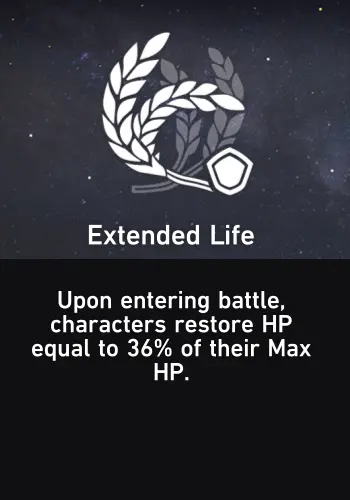 Extended Life
Upon entering battle,
characters restore HP
equal to 36% of their Max
HP.